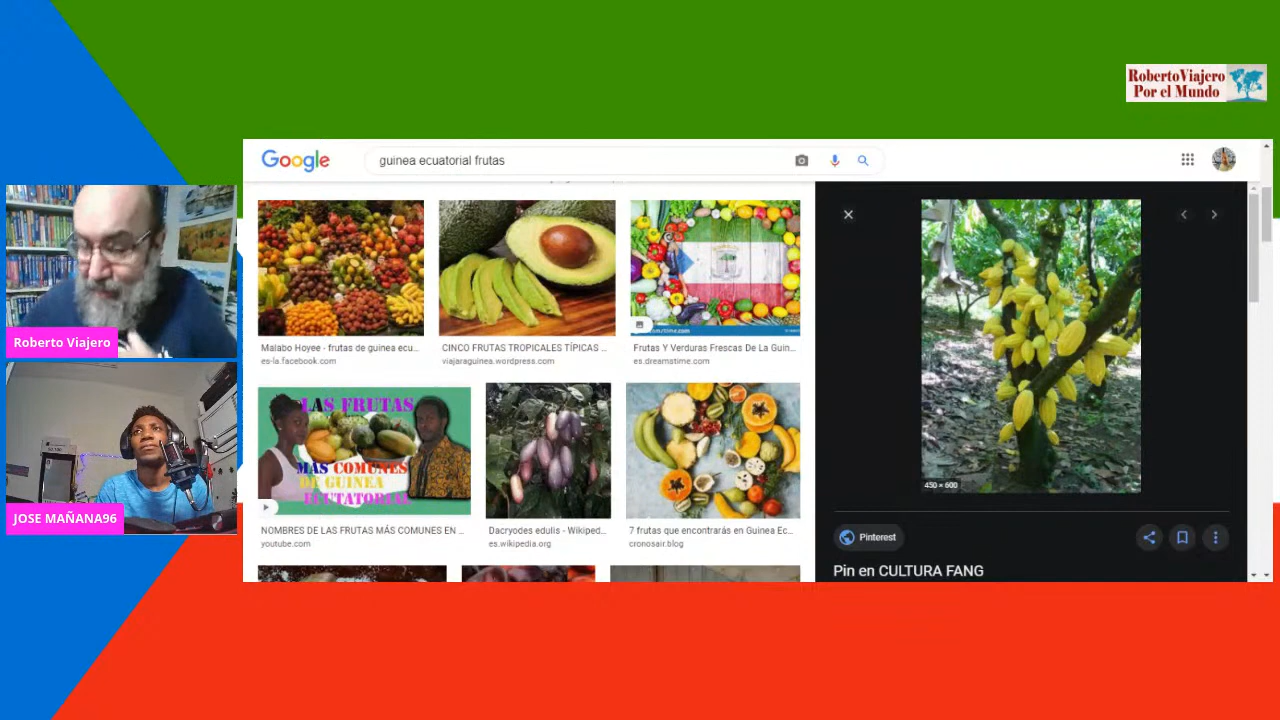 RobertoViajero
Por el Mundo
Google
guinea ecuatorial frutas
Malabo Hoyee - frutas de guinea ecu...
es-la.facebook.com
CINCO FRUTAS TROPICALES TÍPICAS ...
viajaraguinea.wordpress.com
Frutas Y Verduras Frescas De La Guin...
es.dreamstime.com
LAS FRUTAS
MÁS COMUNES
DE GUINEA
ECUTATORIAL
NOMBRES DE LAS FRUTAS MÁS COMUNES EN ...
youtube.com
Dacryodes edulis - Wikiped...
es.wikipedia.org
7 frutas que encontrarás en Guinea Ec...
cronosair.blog
450 × 600
Pinterest
Pin en CULTURA FANG
Roberto Viajero
JOSE MAÑANA96